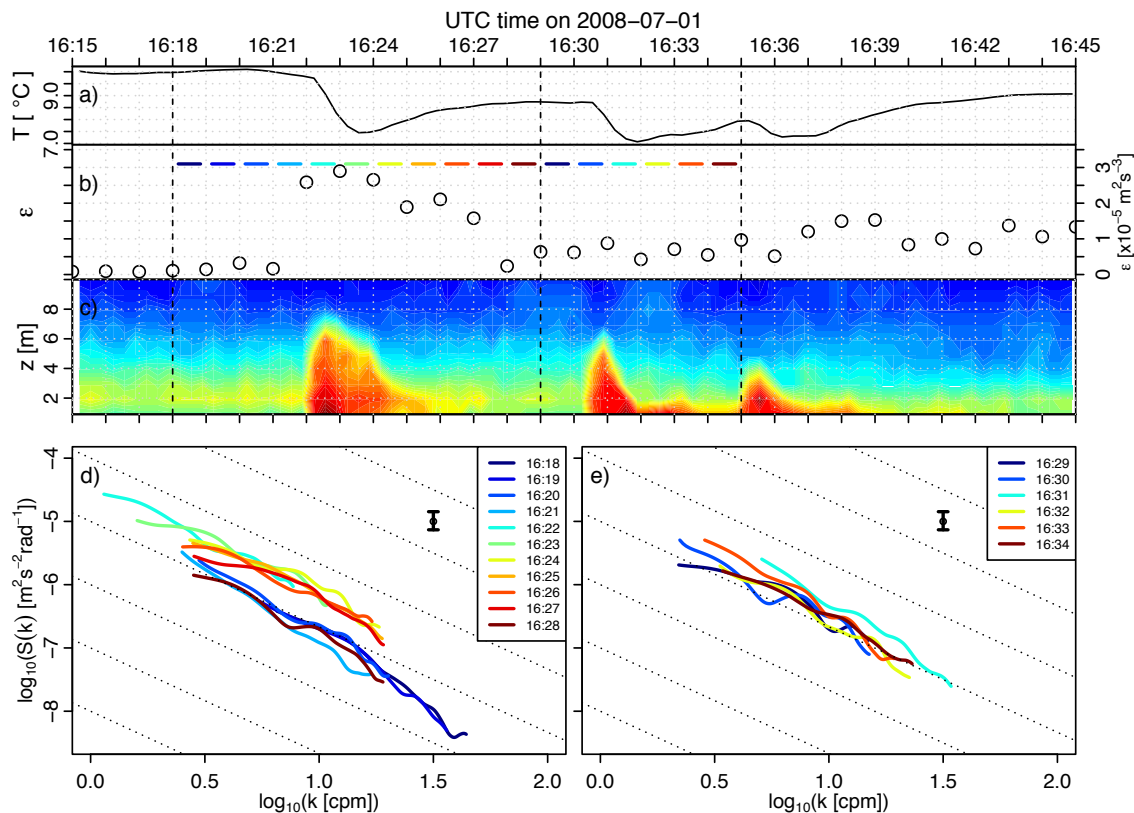 UTC time on 2008−07−01
16:15 16:18 16:21 16:24 16:27 16:30 16:33 16:36 16:39 16:42 16:45
a)
T [ °C]
9.0
7.0
7.
b)
ε
3
2
1
0
ε [x10⁻⁵ m²s⁻³]
c)
z [m]
8
6
4
2
d)
log₁₀(S(k) [m²s⁻²rad⁻¹])
−4
−5
−6
−7
−8
16:18
16:19
16:20
16:21
16:22
16:23
16:24
16:25
16:26
16:27
16:28
0.0 0.5 1.0 1.5 2.0
log₁₀(k [cpm])
e)
16:29
16:30
16:31
16:32
16:33
16:34
0.0 0.5 1.0 1.5 2.0
log₁₀(k [cpm])